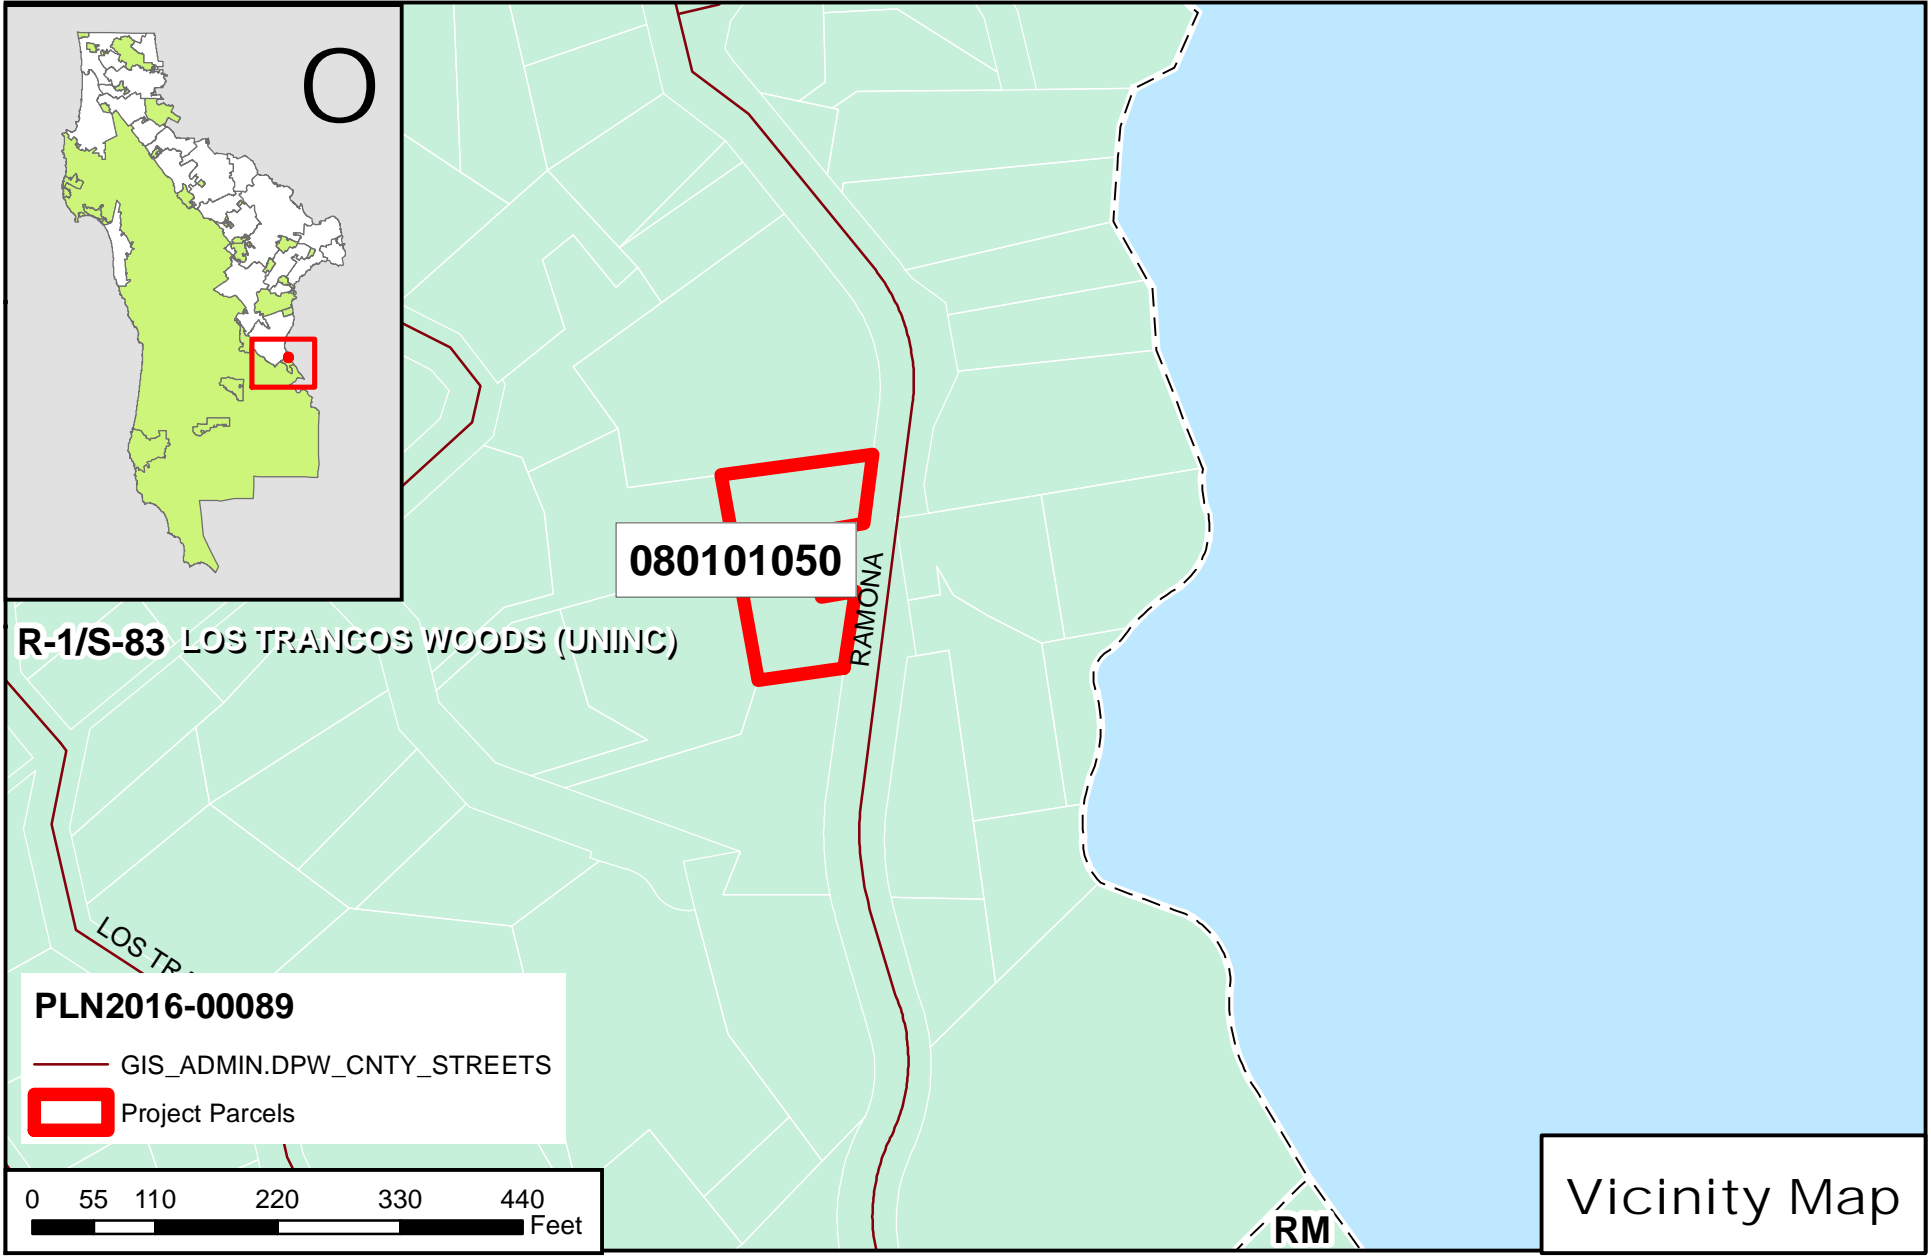 O
080101050
RAMONA
R-1/S-83 LOS TRANCOS WOODS (UNINC)
LOS
PLN2016-00089
GIS_ADMIN.DPW_CNTY_STREETS
Project Parcels
0 55 110 220 330 440
Feet
RM
Vicinity Map